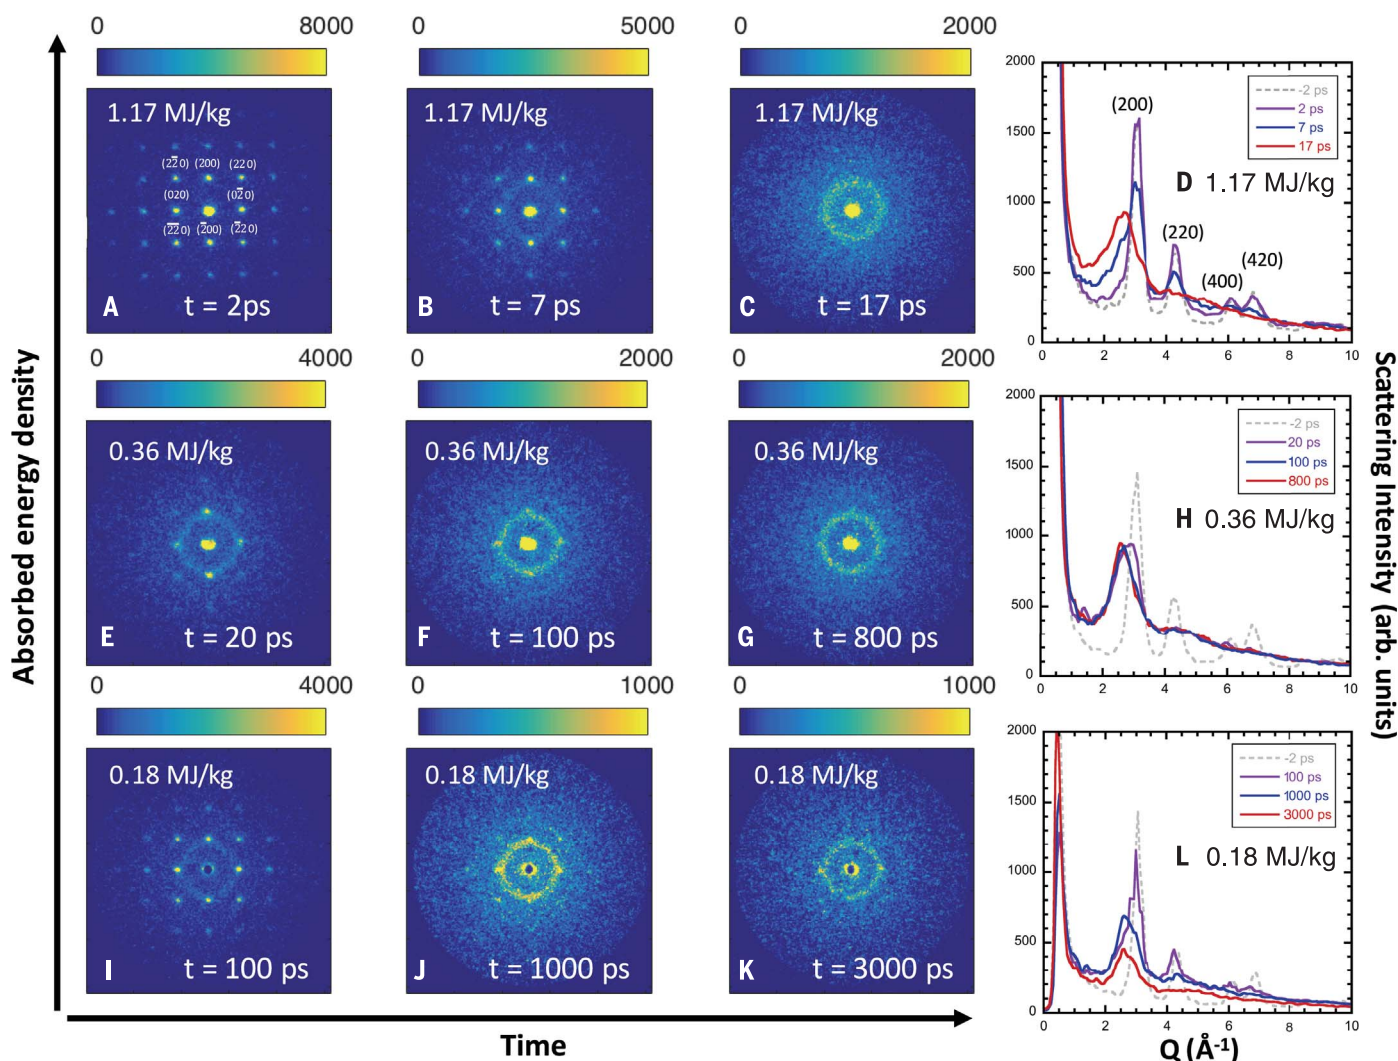 0 8000
0 5000
0 2000
1.17 MJ/kg
(22̅0) (200) (220)
(020) (02̅0)
(2̅2̅0) (2̅00) (2̅20)
A t = 2ps
1.17 MJ/kg
B t = 7 ps
1.17 MJ/kg
C t = 17 ps
2000
1500
1000
500
0
0 2 4 6 8 10
-2 ps
2 ps
7 ps
17 ps
(200)
(220)
(400)
(420)
D 1.17 MJ/kg
0 4000
0 2000
0 2000
0.36 MJ/kg
E t = 20 ps
0.36 MJ/kg
F t = 100 ps
0.36 MJ/kg
G t = 800 ps
2000
1500
1000
500
0
0 2 4 6 8 10
-2 ps
20 ps
100 ps
800 ps
H 0.36 MJ/kg
0 4000
0 1000
0 1000
0.18 MJ/kg
I t = 100 ps
0.18 MJ/kg
J t = 1000 ps
0.18 MJ/kg
K t = 3000 ps
2000
1500
1000
500
0
0 2 4 6 8 10
-2 ps
100 ps
1000 ps
3000 ps
L 0.18 MJ/kg
Absorbed energy density
Time
Q (Å⁻¹)
Scattering Intensity (arb. units)